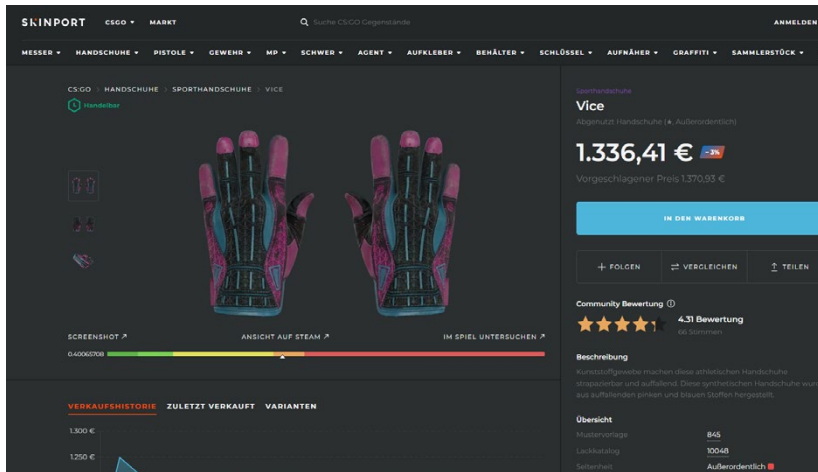 SKINPORT CSGO MARKT Suche CS:GO Gegenstände ANMELDEN
MESSER HANDSCHUHE PISTOLE GEWEHR MP SCHWER AGENT AUFKLEBER BEHÄLTER SCHLÜSSEL AUFNÄHER GRAFFITI SAMMLERSTÜCK
CS:GO HANDSCHUHE SPORTHANDSCHUHE VICE
Handelbar
SCREENSHOT ANSICHT AUF STEAM IM SPIEL UNTERSUCHEN
0.40065708
VERKAUFSHISTORIE ZULETZT VERKAUFT VARIANTEN
1.300 €
1.250 €
Sporthandschuhe
Vice
Abgenutzt Handschuhe (★, Außerordentlich)
1.336,41 € - 3%
Vorgeschlagener Preis 1.370,93 €
IN DEN WARENKORB
FOLGEN VERGLEICHEN TEILEN
Community Bewertung
4.31 Bewertung
66 Stimmen
Beschreibung
Kunststoffgewebe machen diese athletischen Handschuhe
strapazierbar und auffallend. Diese synthetischen Handschuhe wur
aus auffallenden pinken und blauen Stoffen hergestellt.
Übersicht
Mustervorlage 845
Lackkatalog 10048
Seltenheit Außerordentlich